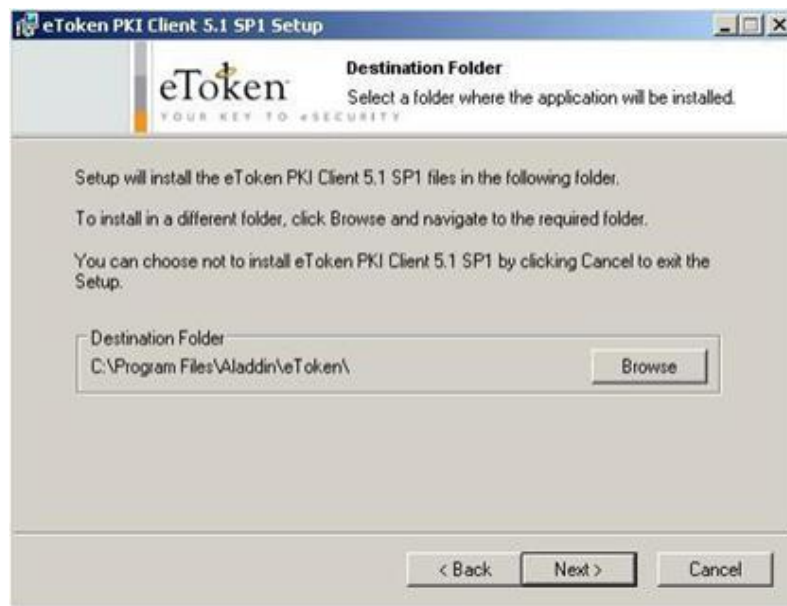 eToken PKI Client 5.1 SP1 Setup
eToken
YOUR KEY TO eSECURITY
Destination Folder
Select a folder where the application will be installed.
Setup will install the eToken PKI Client 5.1 SP1 files in the following folder.
To install in a different folder, click Browse and navigate to the required folder.
You can choose not to install eToken PKI Client 5.1 SP1 by clicking Cancel to exit the
Setup.
Destination Folder
C:\Program Files\Aladdin\eToken\
Browse
< Back
Next >
Cancel